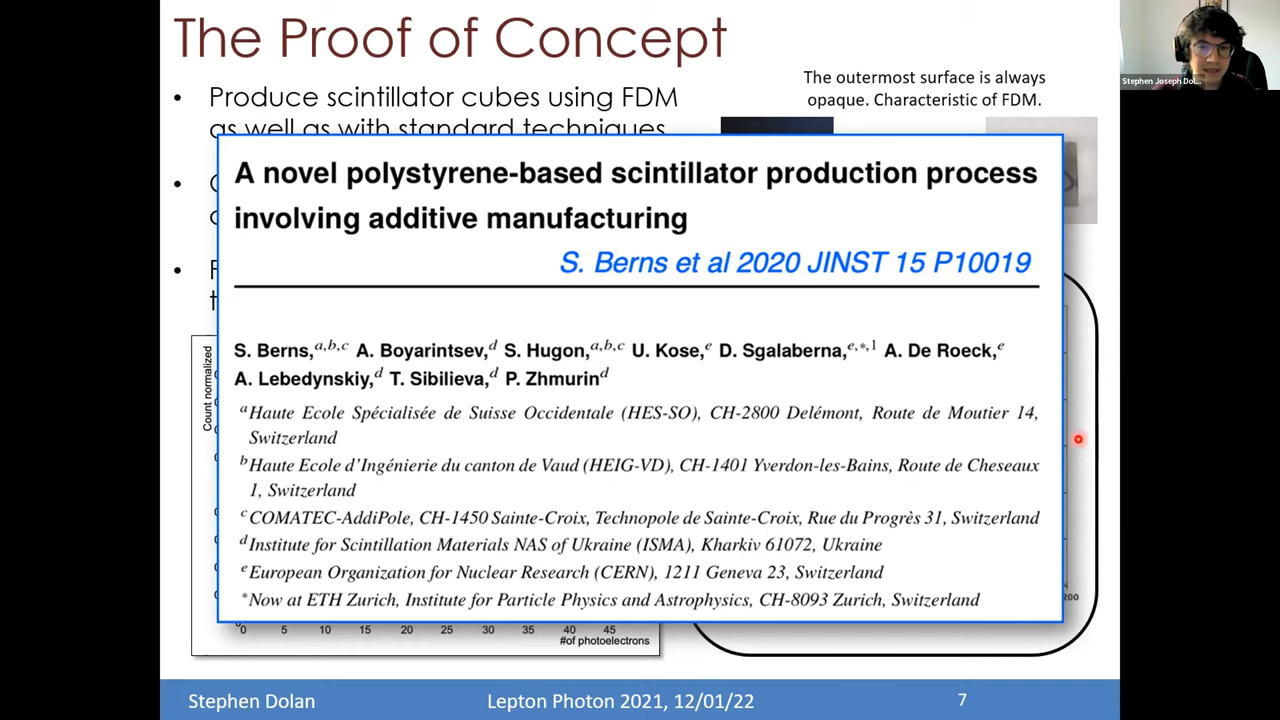 The Proof of Concept
The outermost surface is always
opaque. Characteristic of FDM.
Stephen Joseph Dol...
• Produce scintillator cubes using FDM
as well as with standard techniques
•
•
A novel polystyrene-based scintillator production process
involving additive manufacturing
S. Berns et al 2020 JINST 15 P10019
S. Berns,a,b,c A. Boyarintsev,d S. Hugon,a,b,c U. Kose,e D. Sgalaberna,e,∗,1 A. De Roeck,e
A. Lebedynskiy,d T. Sibilieva,d P. Zhmurind
aHaute Ecole Spécialisée de Suisse Occidentale (HES-SO), CH-2800 Delémont, Route de Moutier 14,
Switzerland
bHaute Ecole d'Ingénierie du canton de Vaud (HEIG-VD), CH-1401 Yverdon-les-Bains, Route de Cheseaux
1, Switzerland
cCOMATEC-AddiPole, CH-1450 Sainte-Croix, Technopole de Sainte-Croix, Rue du Progrès 31, Switzerland
dInstitute for Scintillation Materials NAS of Ukraine (ISMA), Kharkiv 61072, Ukraine
eEuropean Organization for Nuclear Research (CERN), 1211 Geneva 23, Switzerland
∗Now at ETH Zurich, Institute for Particle Physics and Astrophysics, CH-8093 Zurich, Switzerland
Count normalized
0 5 10 15 20 25 30 35 40 45
#of photoelectrons
200
Stephen Dolan
Lepton Photon 2021, 12/01/22
7